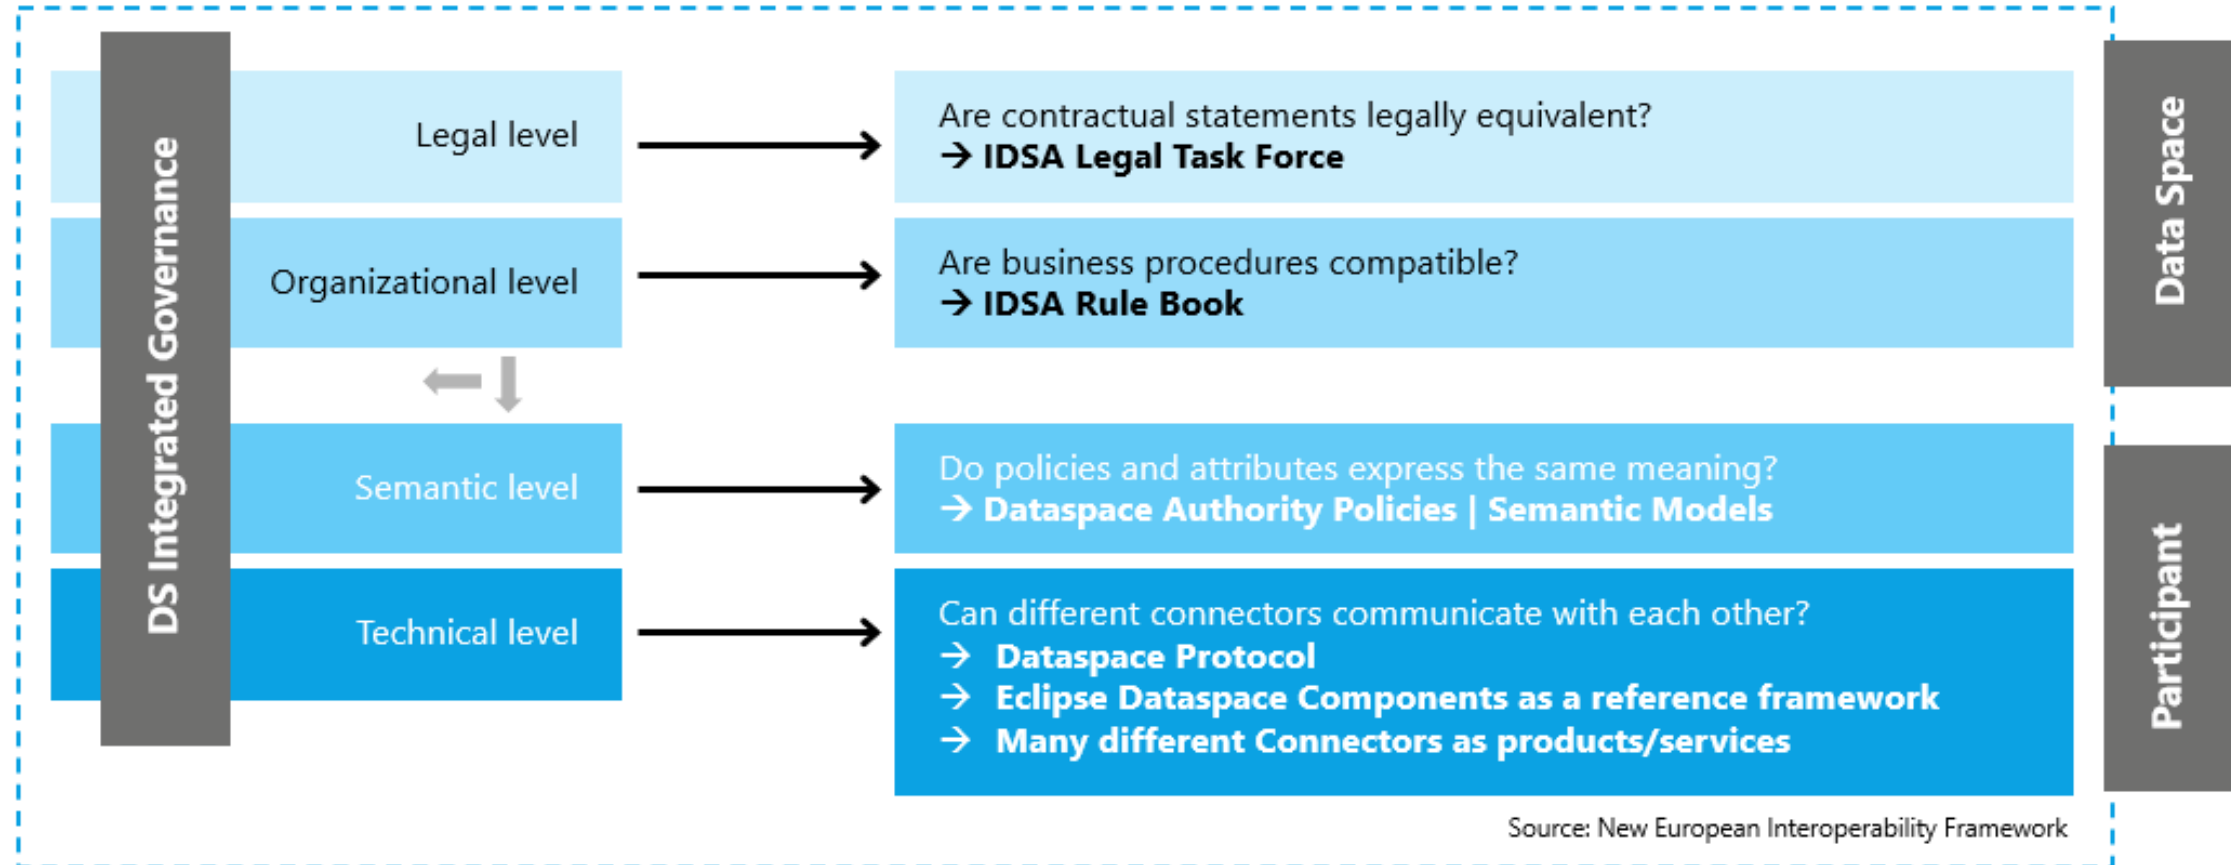 DS Integrated Governance
Legal level
Are contractual statements legally equivalent?
→ IDSA Legal Task Force
Organizational level
Are business procedures compatible?
→ IDSA Rule Book
Semantic level
Do policies and attributes express the same meaning?
→ Dataspace Authority Policies | Semantic Models
Technical level
Can different connectors communicate with each other?
→ Dataspace Protocol
→ Eclipse Dataspace Components as a reference framework
→ Many different Connectors as products/services
Data Space
Participant
Source: New European Interoperability Framework